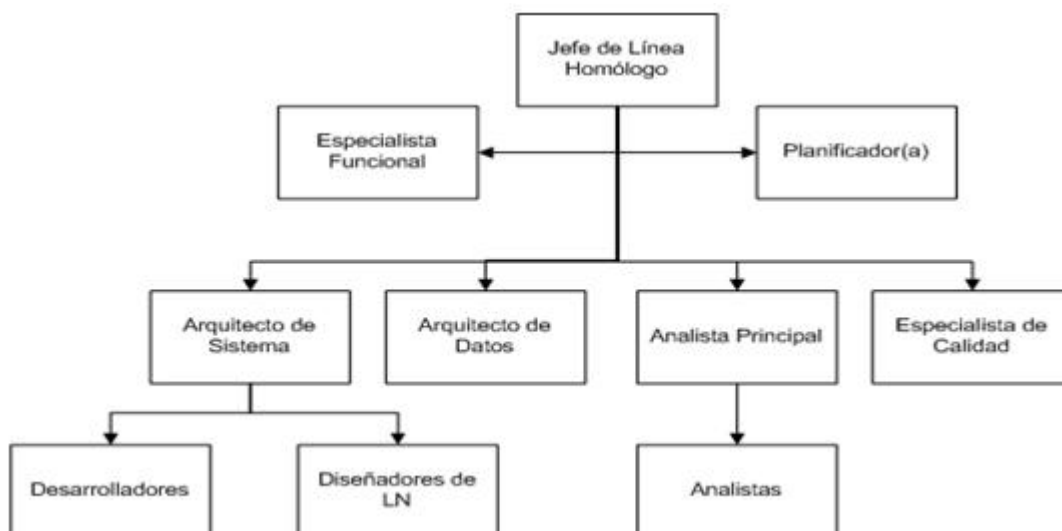 Jefe de Línea
Homólogo
Especialista
Funcional
Planificador(a)
Arquitecto de
Sistema
Arquitecto de
Datos
Analista Principal
Especialista de
Calidad
Desarrolladores
Diseñadores de
LN
Analistas